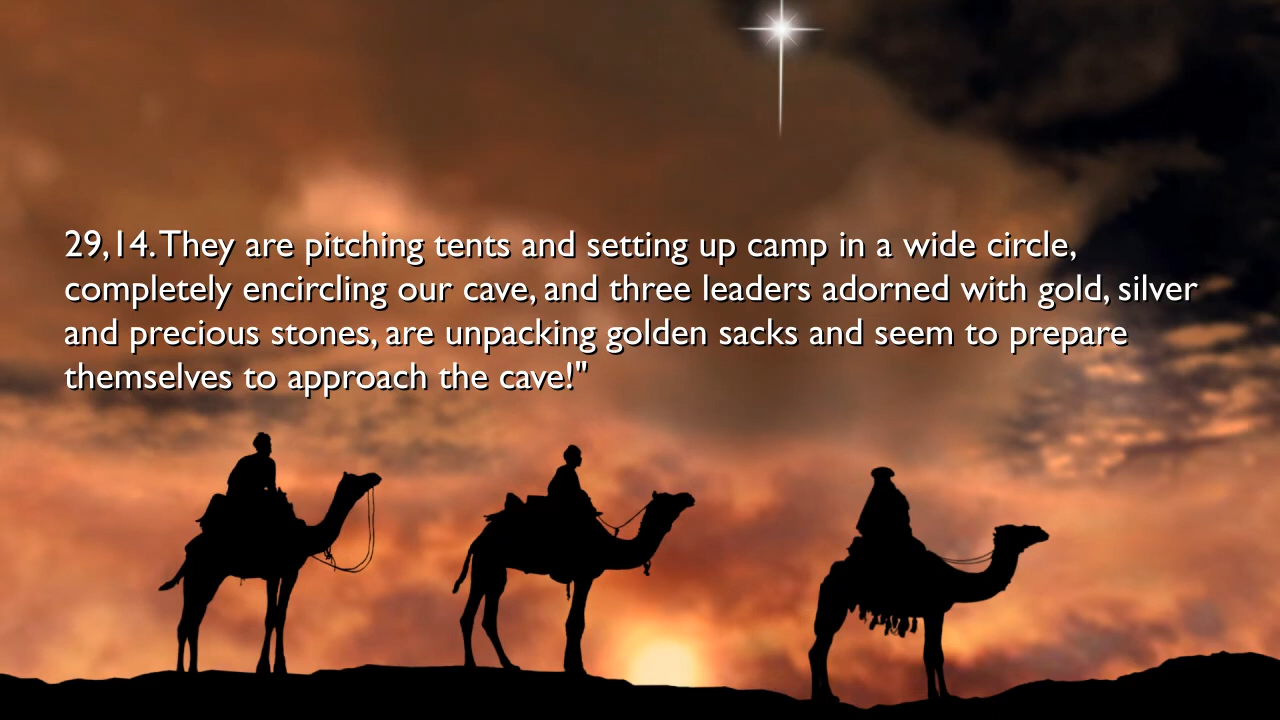 29,14. They are pitching tents and setting up camp in a wide circle,
completely encircling our cave, and three leaders adorned with gold, silver
and precious stones, are unpacking golden sacks and seem to prepare
themselves to approach the cave!"